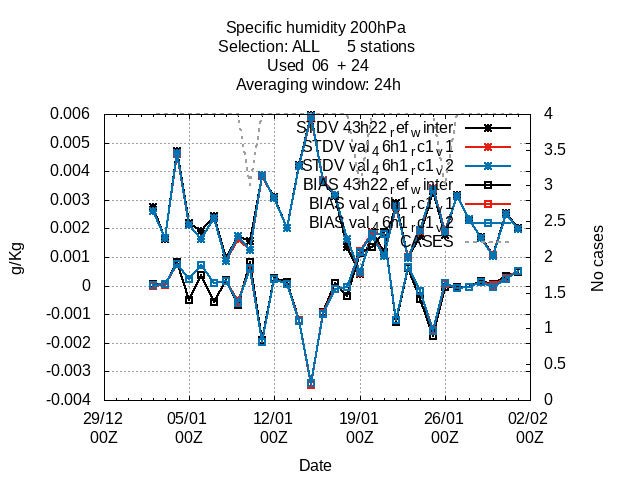 Specific humidity 200hPa
Selection: ALL 5 stations
Used 06 + 24
Averaging window: 24h
0.006
0.005
0.004
0.003
0.002
0.001
0
-0.001
-0.002
-0.003
-0.004
g/Kg
4
3.5
3
2.5
2
1.5
1
0.5
0
No cases
STDV 43h22_ref_winter
STDV val_46h1_rc1_v1
STDV val_46h1_rc1_v2
BIAS 43h22_ref_winter
BIAS val_46h1_rc1_v1
BIAS val_46h1_rc1_v2
CASES
29/12 05/01 12/01 19/01 26/01 02/02
00Z 00Z 00Z 00Z 00Z 00Z
Date